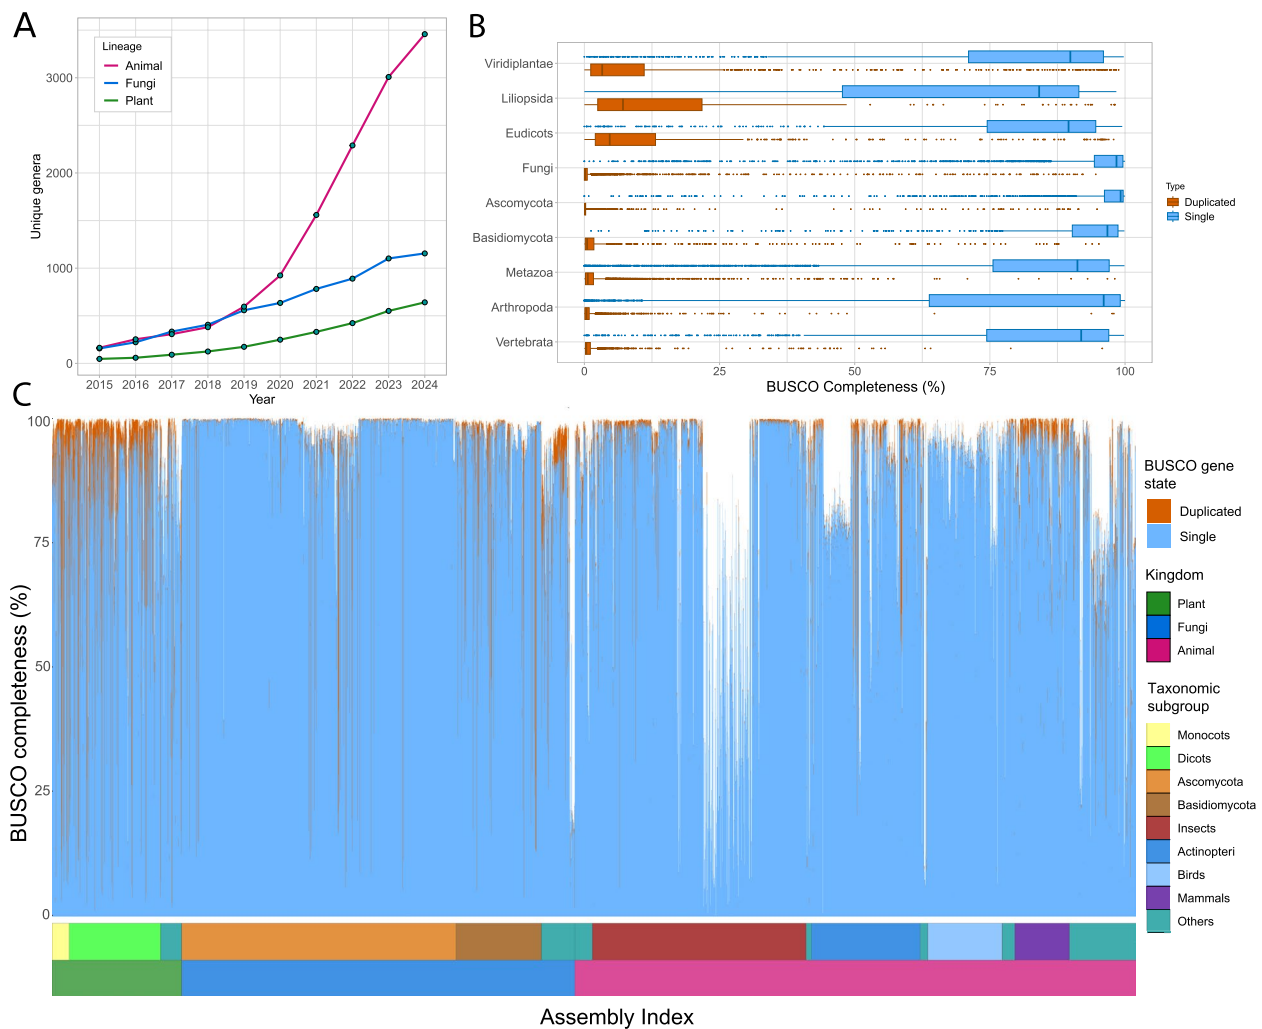 A
B
Lineage
Animal
Fungi
Plant
Unique genera
3000
2000
1000
0
2015 2016 2017 2018 2019 2020 2021 2022 2023 2024
Year
Viridiplantae
Liliopsida
Eudicots
Fungi
Ascomycota
Basidiomycota
Metazoa
Arthropoda
Vertebrata
0 25 50 75 100
BUSCO Completeness (%)
Type
Duplicated
Single
C
BUSCO completeness (%)
100
75
50
25
0
Assembly Index
BUSCO gene
state
Duplicated
Single
Kingdom
Plant
Fungi
Animal
Taxonomic
subgroup
Monocots
Dicots
Ascomycota
Basidiomycota
Insects
Actinopteri
Birds
Mammals
Others